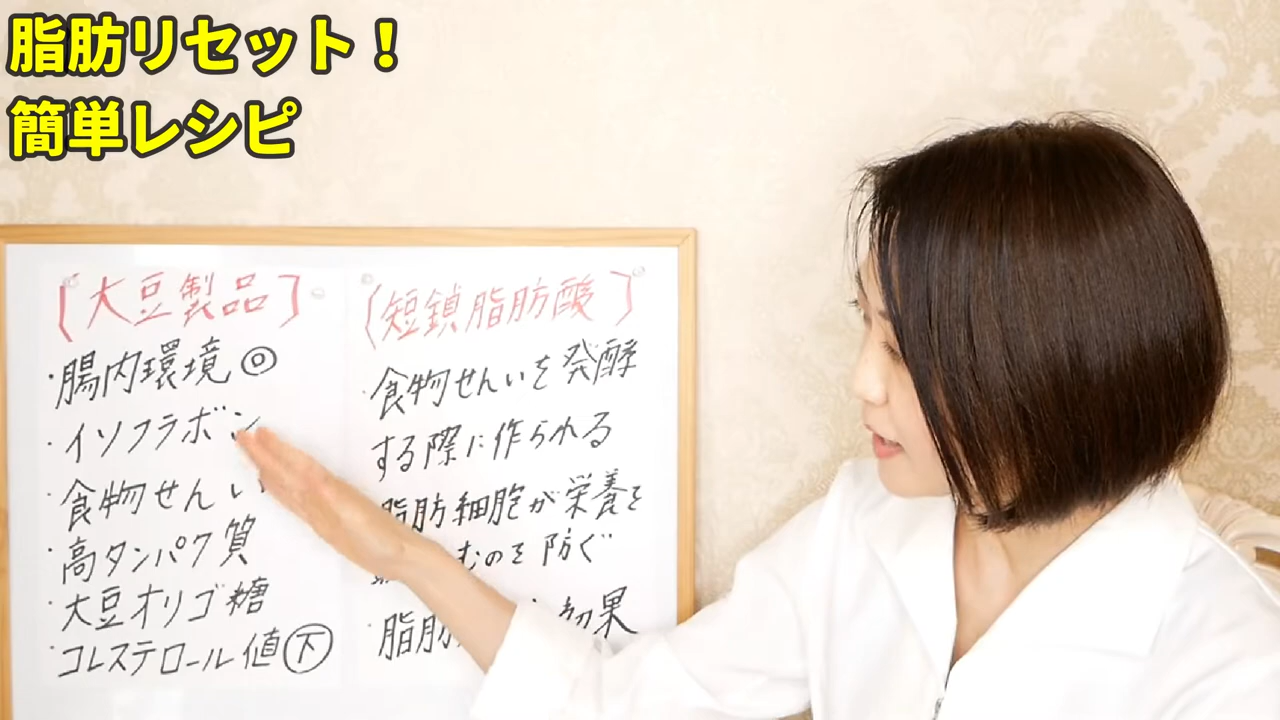 脂肪リセット!
簡単レシピ
[大豆製品]
・腸内環境◎
・イソフラボン
・食物せんい
・高タンパク質
・大豆オリゴ糖
・コレステロール値下
(短鎖脂肪酸)
・食物せんいを発酵
する際に作られる
脂肪細胞が栄養を
むのを防ぐ
・脂肪 効果